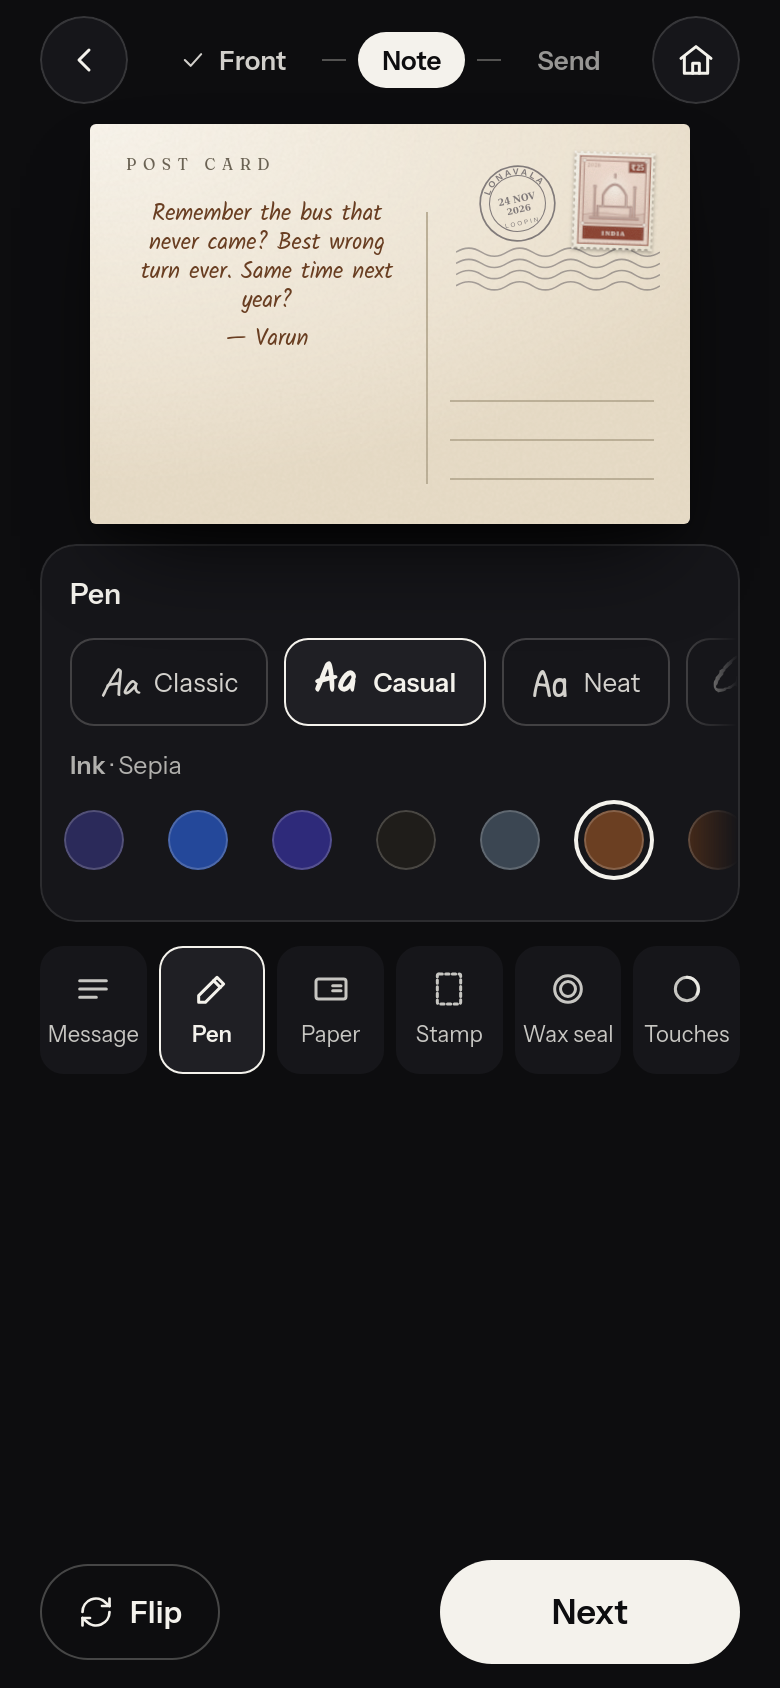 Front
Note
Send
POST CARD
Remember the bus that
never came? Best wrong
turn ever. Same time next
year?
— Varun
LONAVALA
24 NOV
2026
LOOPIN
₹25
INDIA
Pen
Aa Classic
Aa Casual
Aa Neat
Ink · Sepia
Message
Pen
Paper
Stamp
Wax seal
Touches
Flip
Next